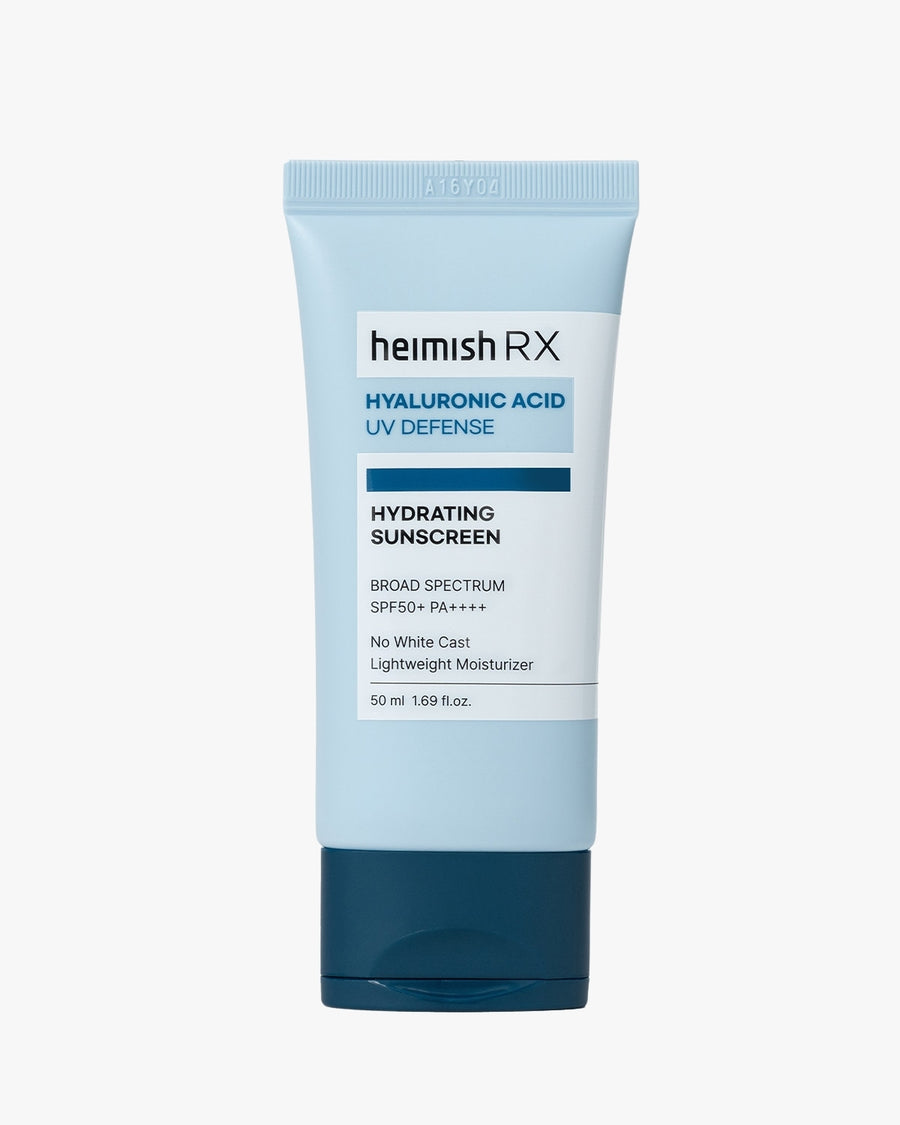 A16Y04
heimish RX
HYALURONIC ACID
UV DEFENSE
HYDRATING
SUNSCREEN
BROAD SPECTRUM
SPF50+ PA++++
No White Cast
Lightweight Moisturizer
50 ml 1.69 fl.oz.